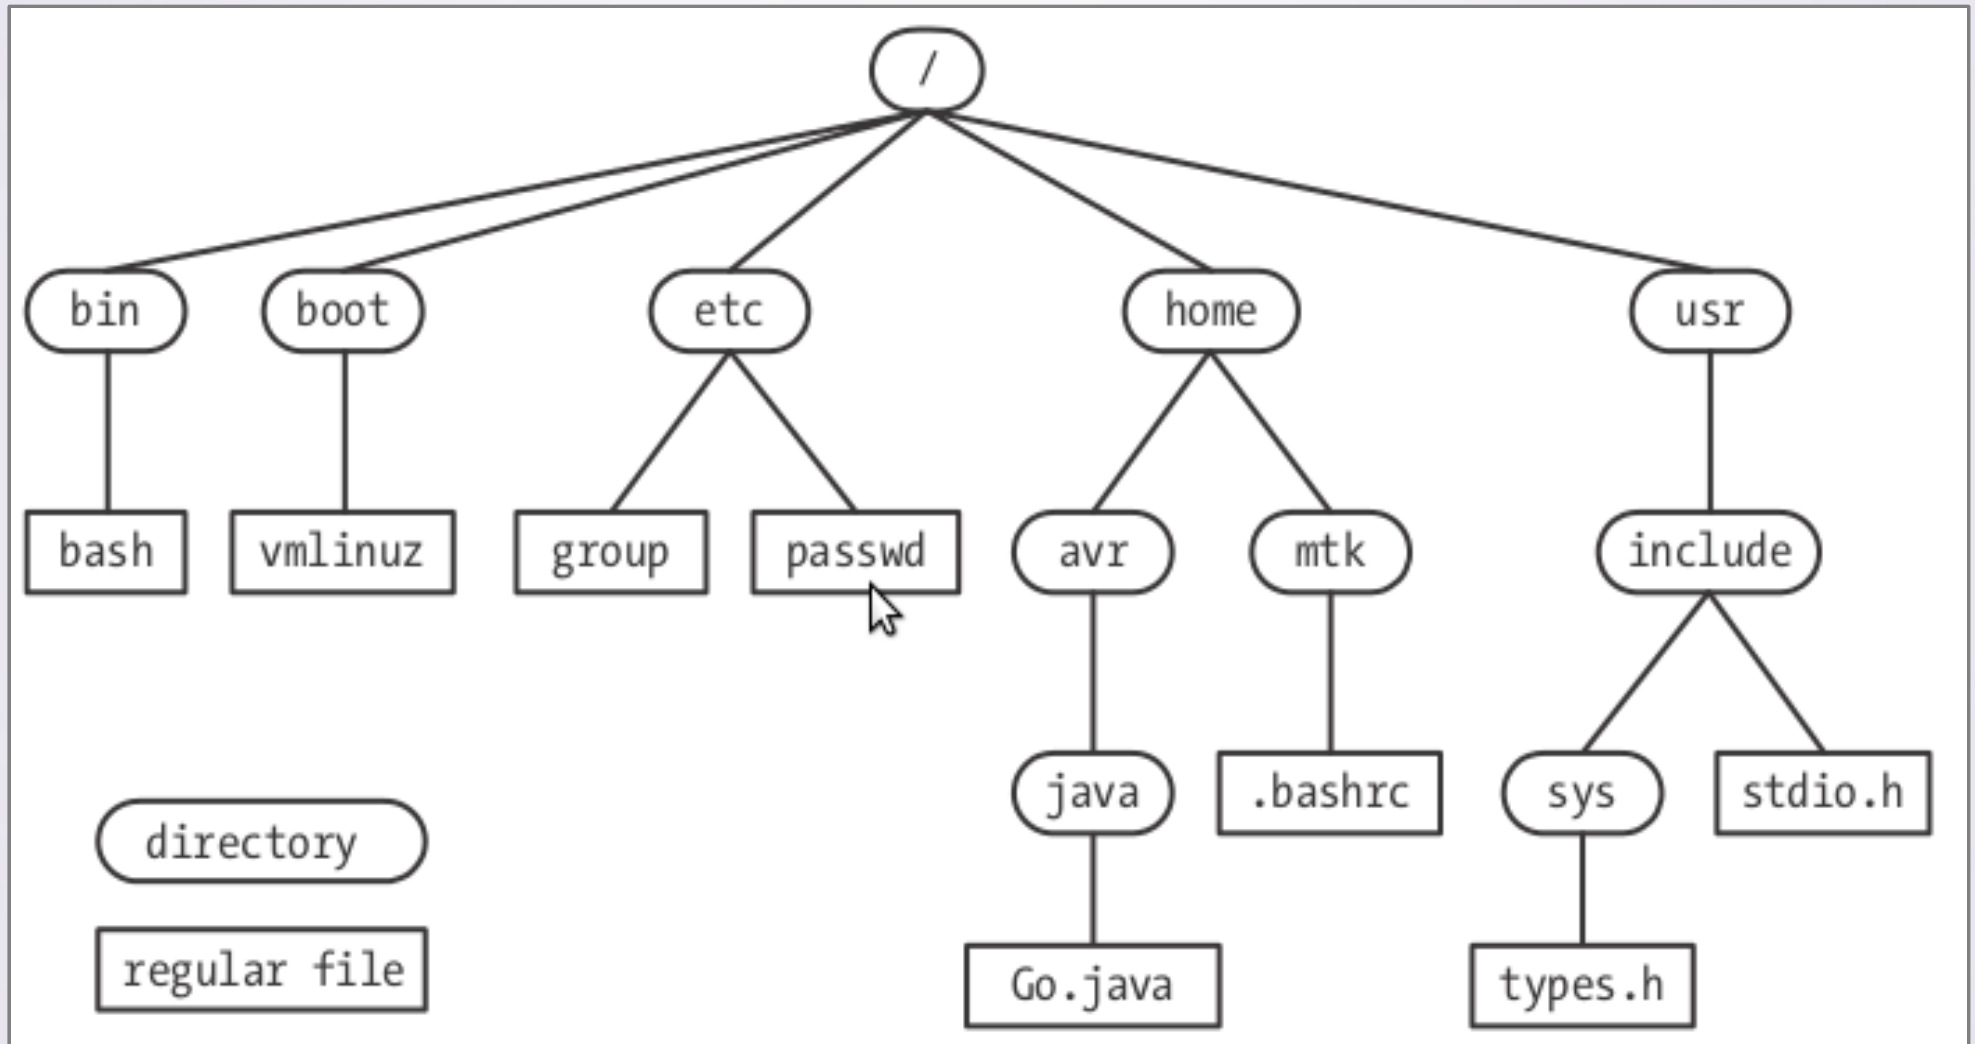 /
bin boot etc home usr
bash vmlinuz group passwd avr mtk include
java .bashrc sys stdio.h
directory
regular file
Go.java types.h